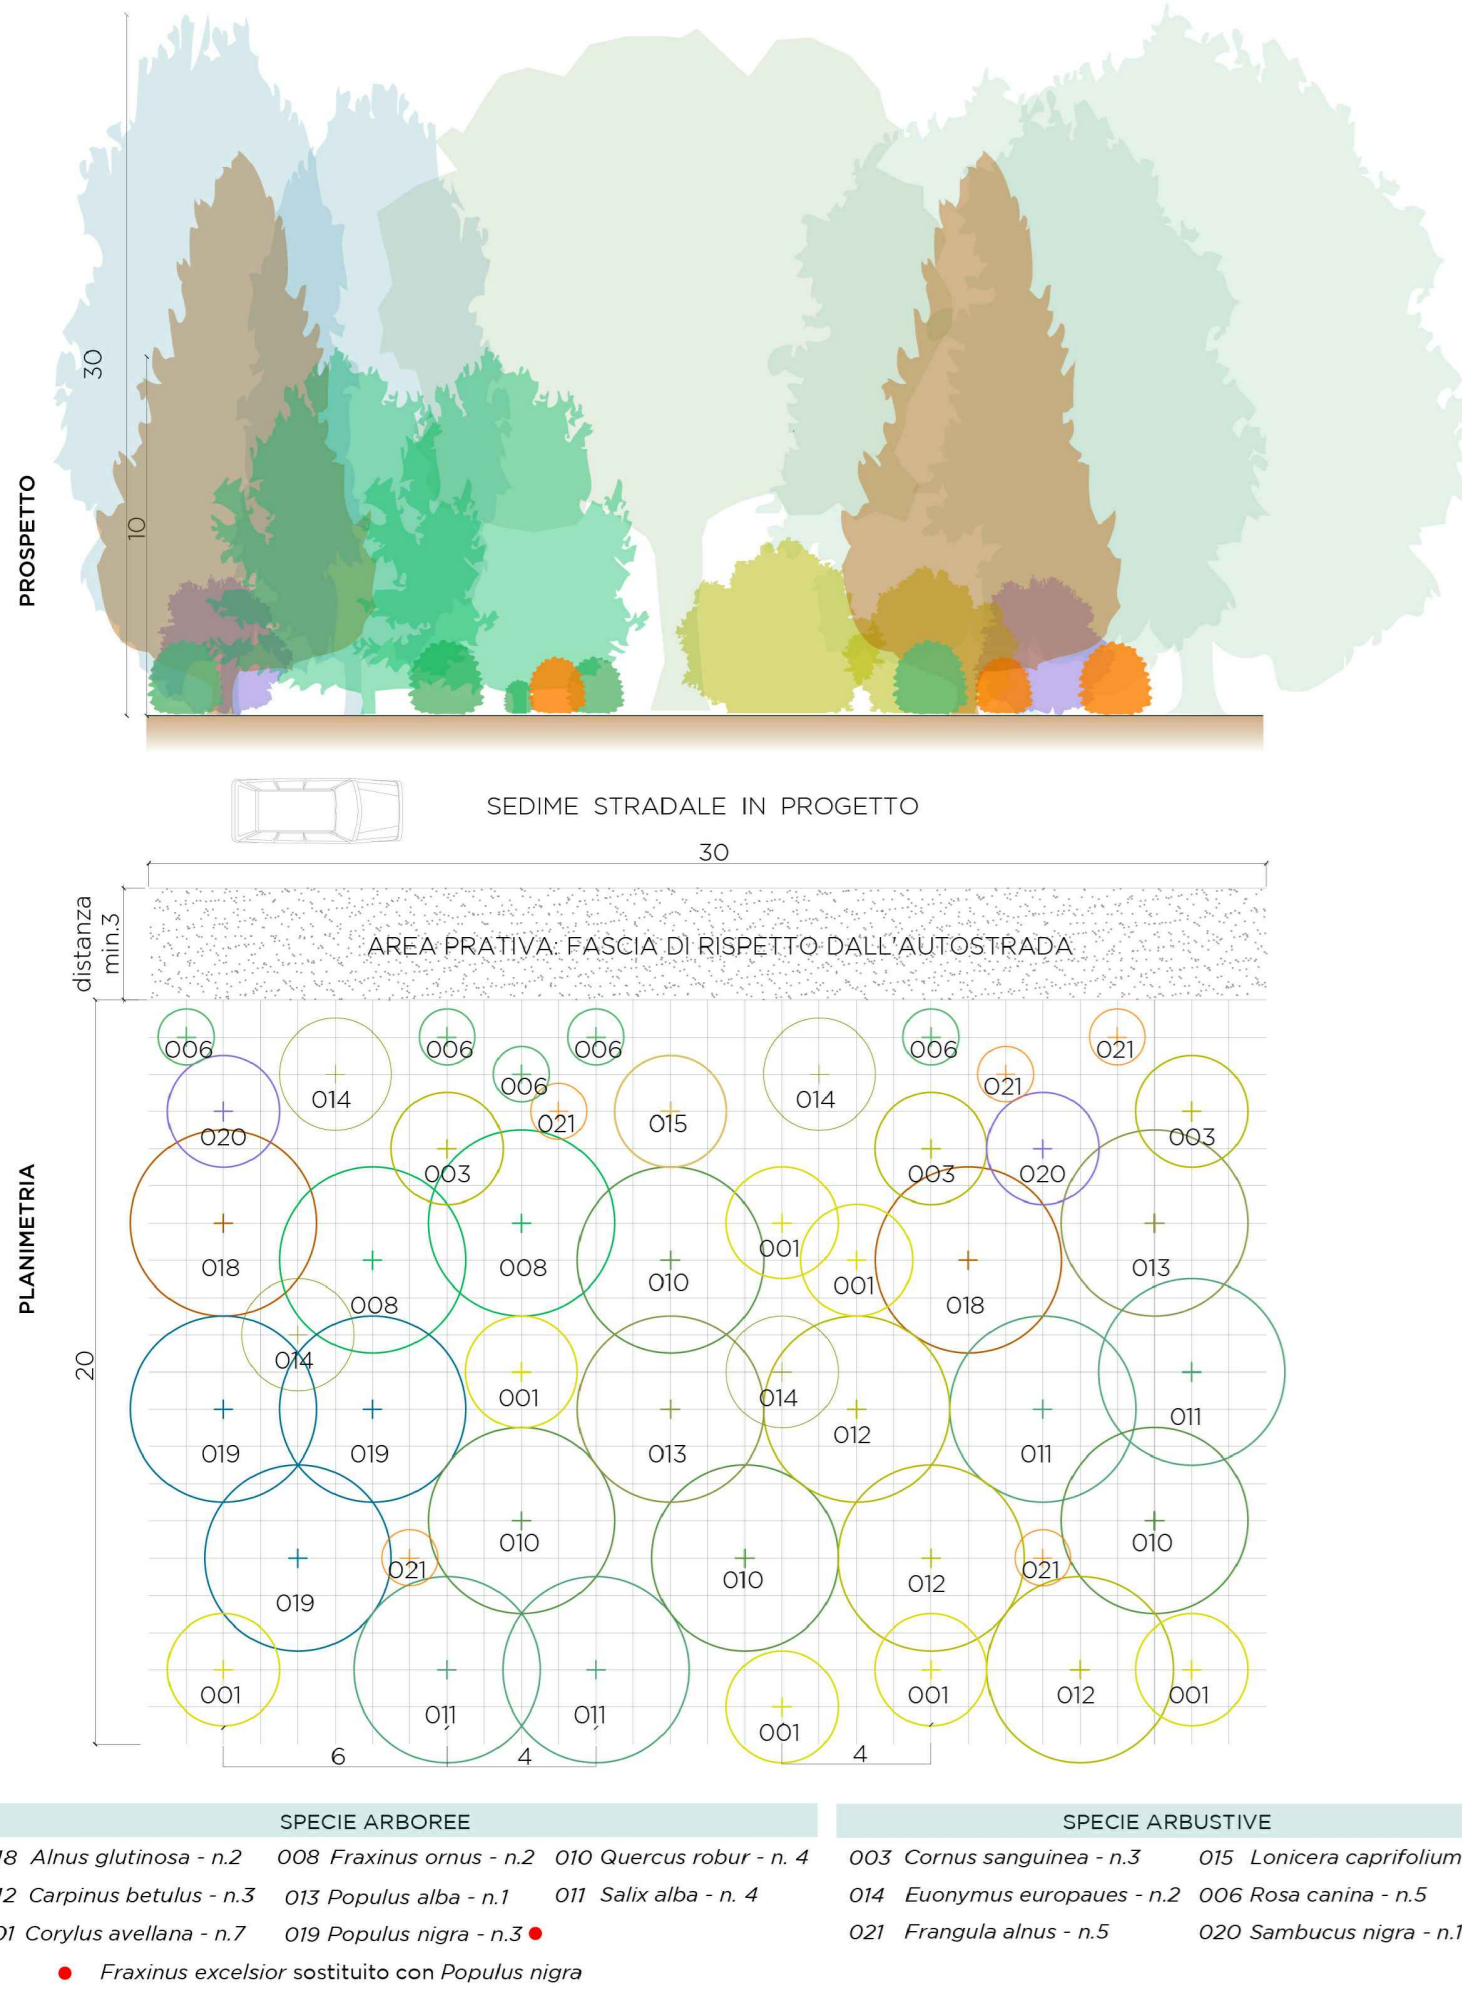 30
10
PROSPETTO
SEDIME STRADALE IN PROGETTO
30
distanza
min.3
AREA PRATIVA: FASCIA DI RISPETTO DALL'AUTOSTRADA
006
006
006
006
021
014
006
021
014
020
021
015
003
003
003
020
PLANIMETRIA
018
008
001
013
008
010
001
018
014
20
001
014
011
019
019
013
012
011
010
010
021
010
012
021
019
001
011
011
001
001
012
001
6
4
4
SPECIE ARBOREE
SPECIE ARBUSTIVE
18 Alnus glutinosa - n.2
008 Fraxinus ornus - n.2
010 Quercus robur - n. 4
003 Cornus sanguinea - n.3
015 Lonicera caprifolium
12 Carpinus betulus - n.3
013 Populus alba - n.1
011 Salix alba - n. 4
014 Euonymus europaues - n.2
006 Rosa canina - n.5
01 Corylus avellana - n.7
019 Populus nigra - n.3
021 Frangula alnus - n.5
020 Sambucus nigra - n.1
Fraxinus excelsior sostituito con Populus nigra